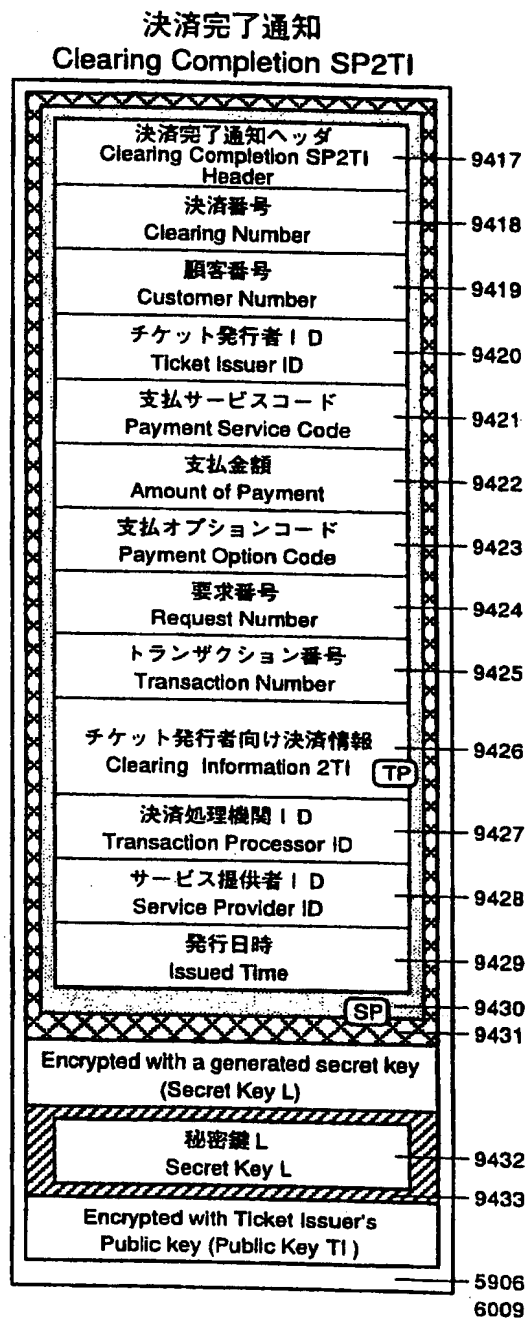 決済完了通知
Clearing Completion SP2TI
決済完了通知ヘッダ
Clearing Completion SP2TI
Header
9417
決済番号
Clearing Number
9418
顧客番号
Customer Number
9419
チケット発行者ID
Ticket Issuer ID
9420
支払サービスコード
Payment Service Code
9421
支払金額
Amount of Payment
9422
支払オプションコード
Payment Option Code
9423
要求番号
Request Number
9424
トランザクション番号
Transaction Number
9425
チケット発行者向け決済情報
Clearing Information 2TI
TP
9426
決済処理機関ID
Transaction Processor ID
9427
サービス提供者ID
Service Provider ID
9428
発行日時
Issued Time
9429
SP
9430
9431
Encrypted with a generated secret key
(Secret Key L)
秘密鍵L
Secret Key L
9432
9433
Encrypted with Ticket Issuer's
Public key (Public Key TI)
5906
6009